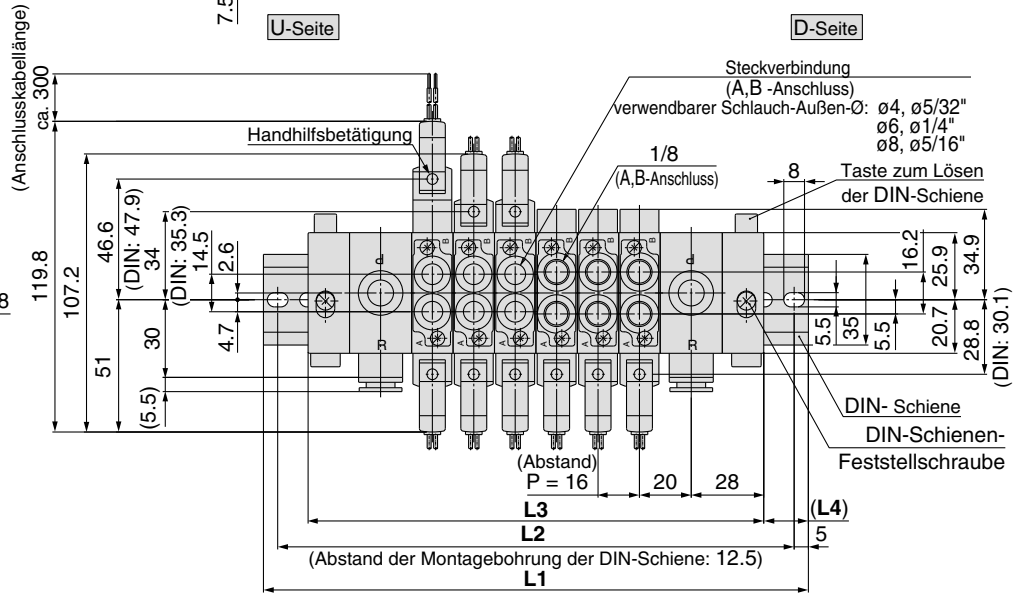 7.5
U-Seite
D-Seite
(Anschlusskabellänge)
ca. 300
Steckverbindung
(A,B -Anschluss)
verwendbarer Schlauch-Außen-Ø: ø4, ø5/32"
ø6, ø1/4"
ø8, ø5/16"
Handhilfsbetätigung
1/8
(A,B-Anschluss)
8
Taste zum Lösen
der DIN-Schiene
119.8
107.2
46.6
(DIN: 47.9)
34
(DIN: 35.3)
14.5
2.6
4.7
30
51
(5.5)
8
16.2
25.9
34.9
5.5
35
5.5
20.7
28.8
(DIN: 30.1)
B B B B B B
A A A A A A
R
R
DIN- Schiene
DIN-Schienen-
Feststellschraube
(Abstand)
P = 16
20
28
L3
(L4)
L2
5
(Abstand der Montagebohrung der DIN-Schiene: 12.5)
L1